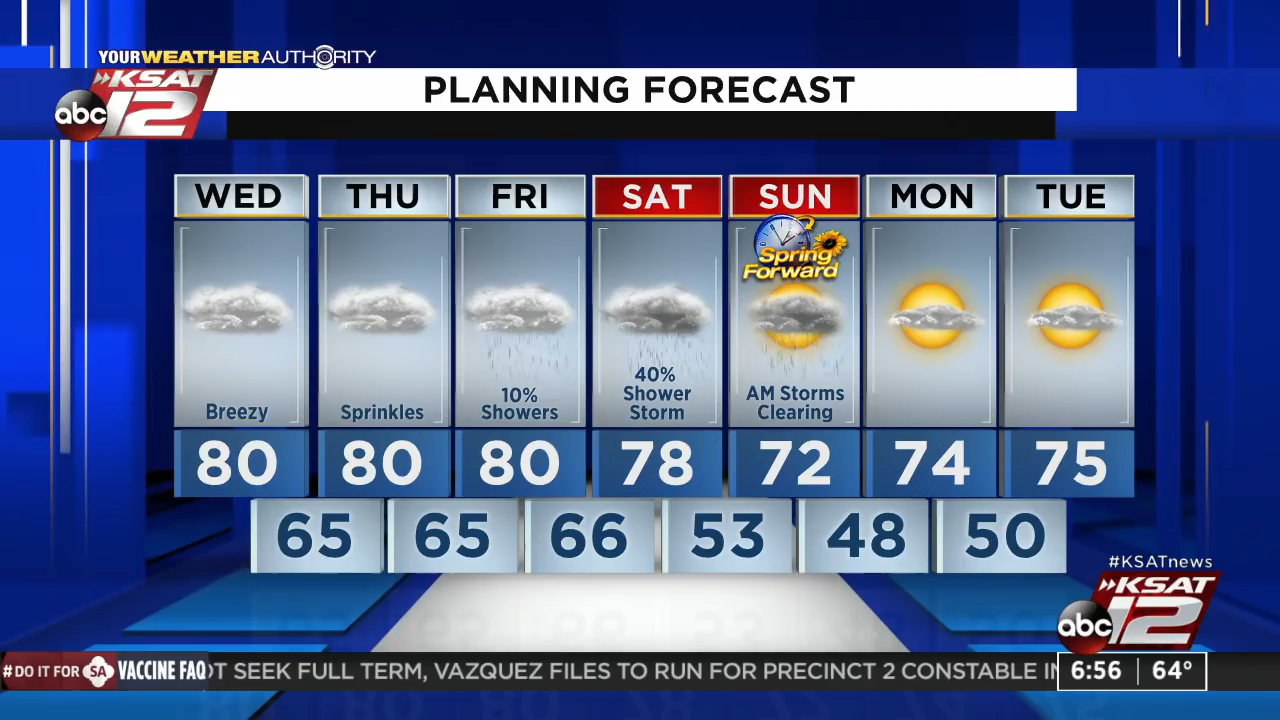 YOURWEATHERAUTHORITY
KSAT
abc 12
PLANNING FORECAST
WED THU FRI SAT SUN MON TUE
Spring
Forward
Breezy
Sprinkles
10%
Showers
40%
Shower
Storm
AM Storms
Clearing
80 80 80 78 72 74 75
65 65 66 53 48 50
#KSATnews
KSAT
abc 12
#DO IT FOR SA VACCINE FAQ
SEEK FULL TERM, VAZQUEZ FILES TO RUN FOR PRECINCT 2 CONSTABLE
6:56 64°